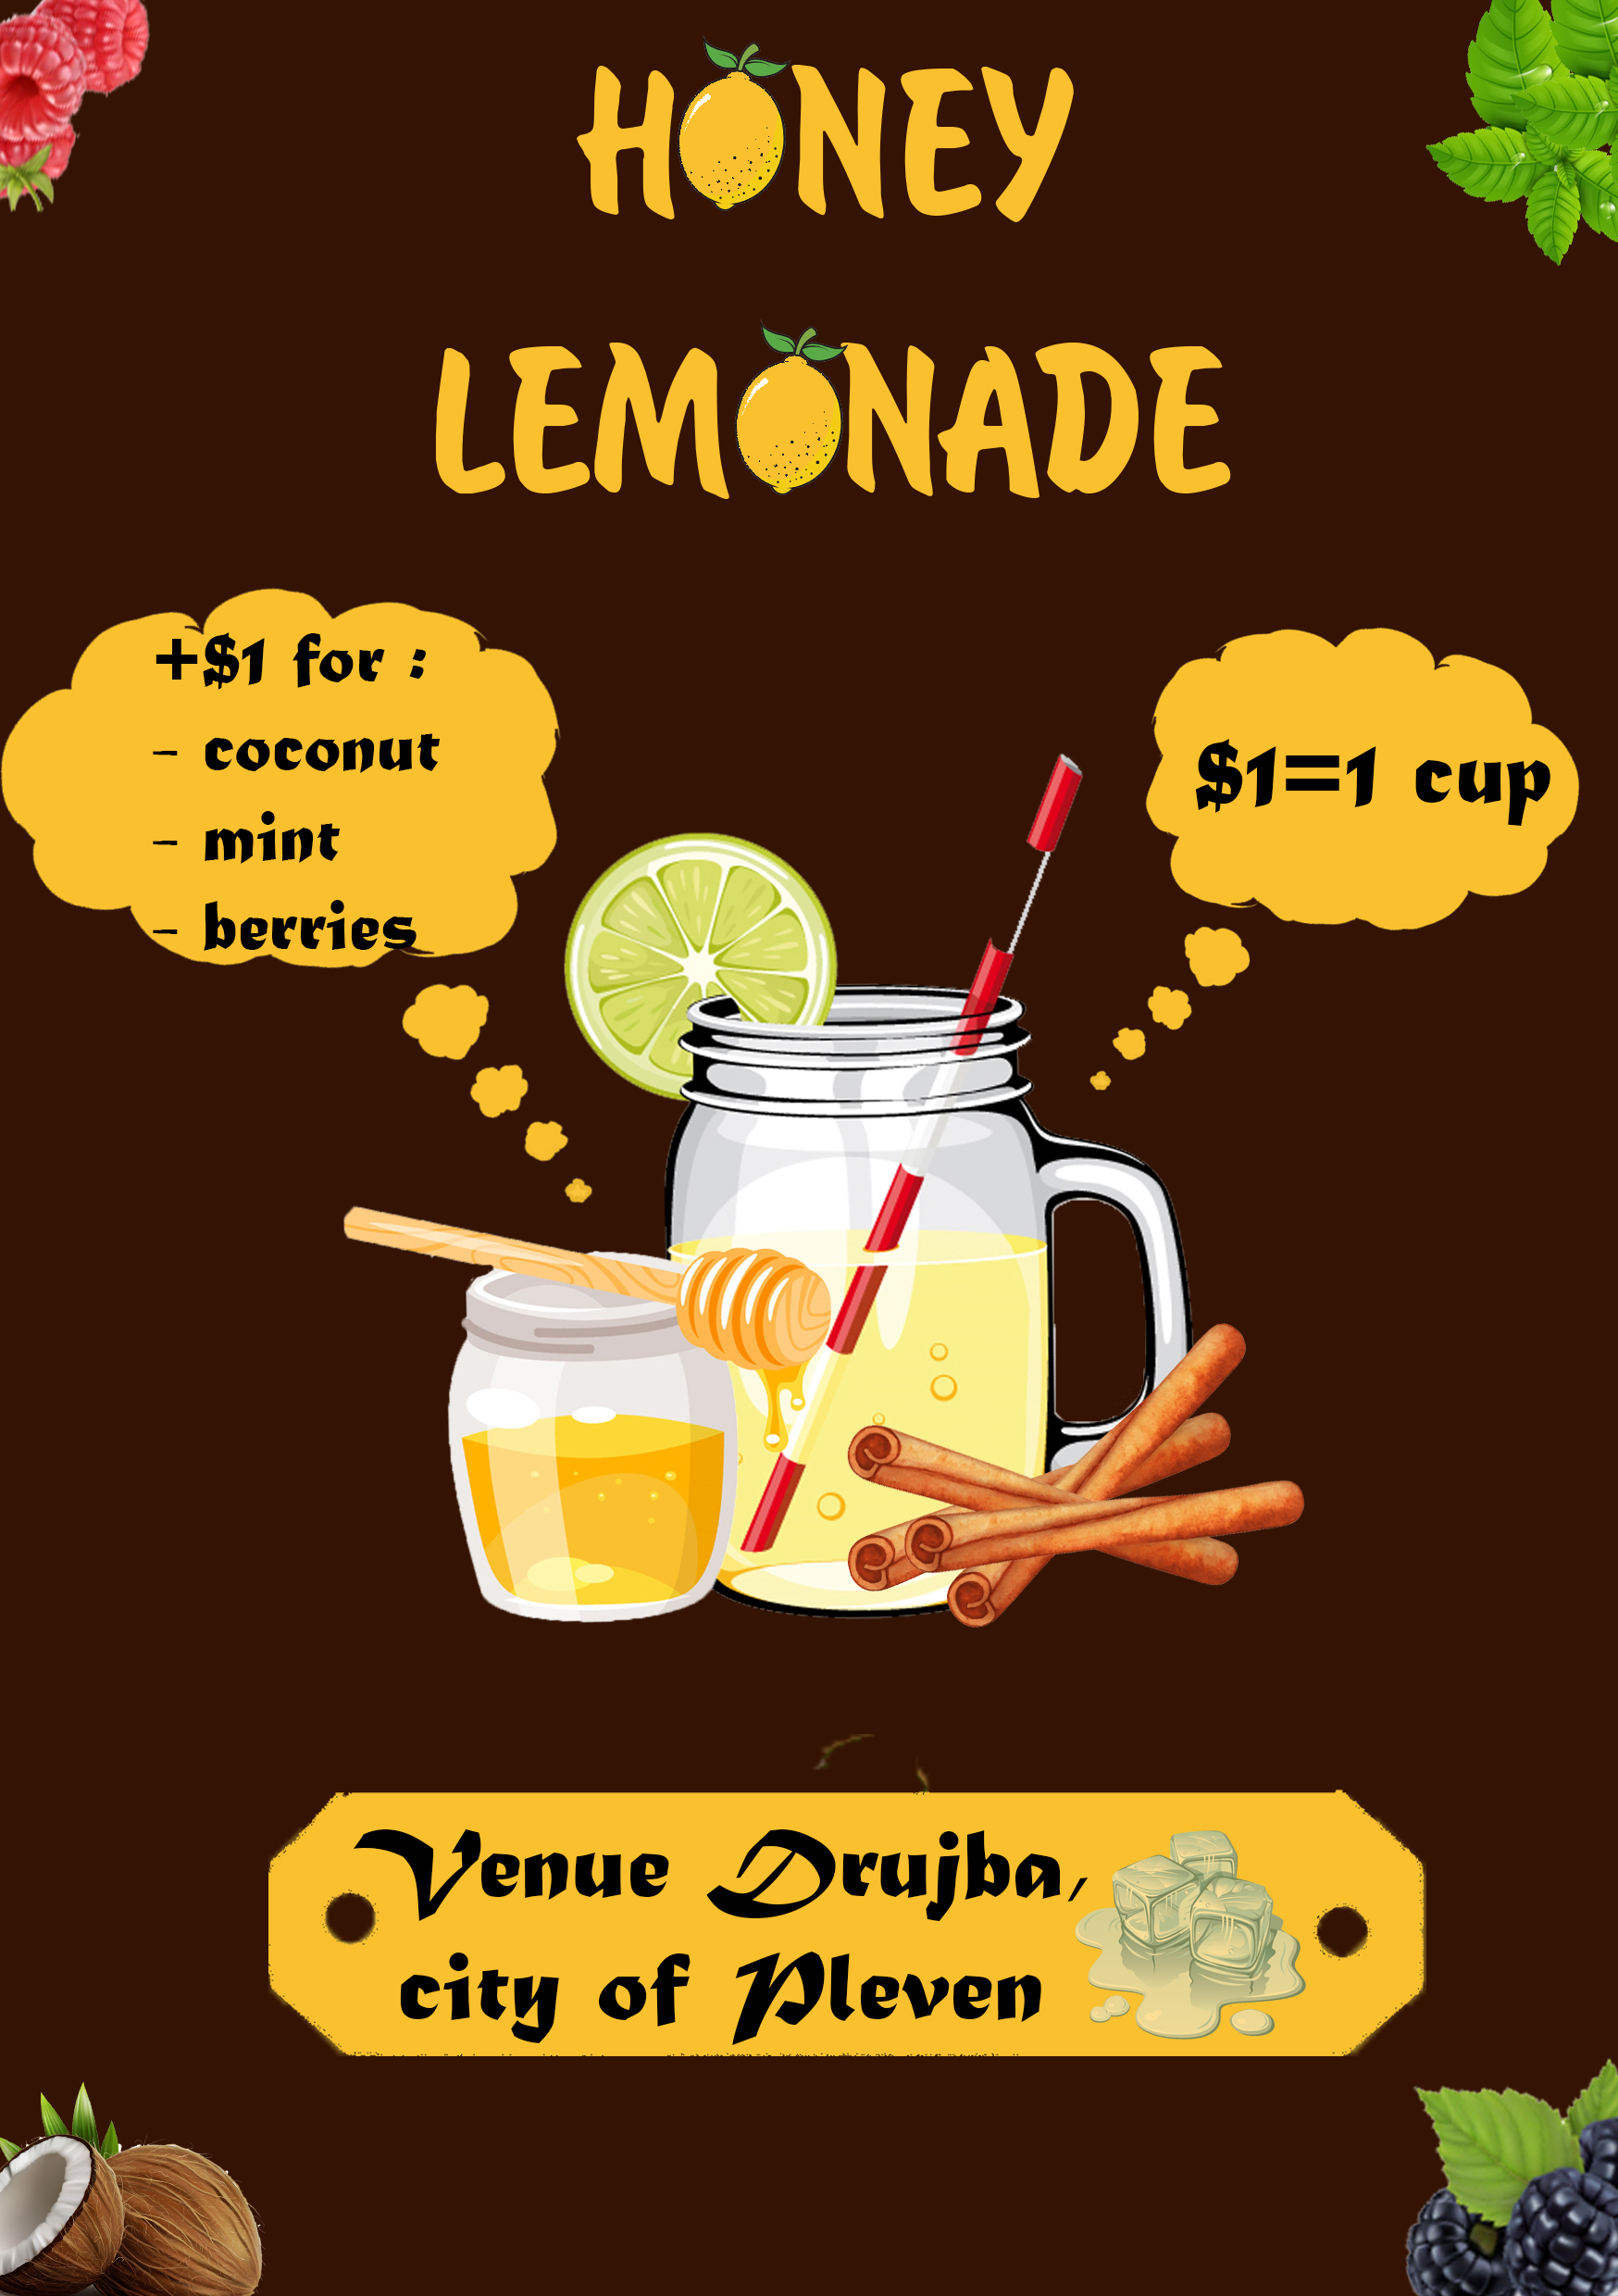 HONEY
LEMONADE
+$1 for :
- coconut
- mint
- berries
$1=1 cup
Venue Drujba,
city of Pleven